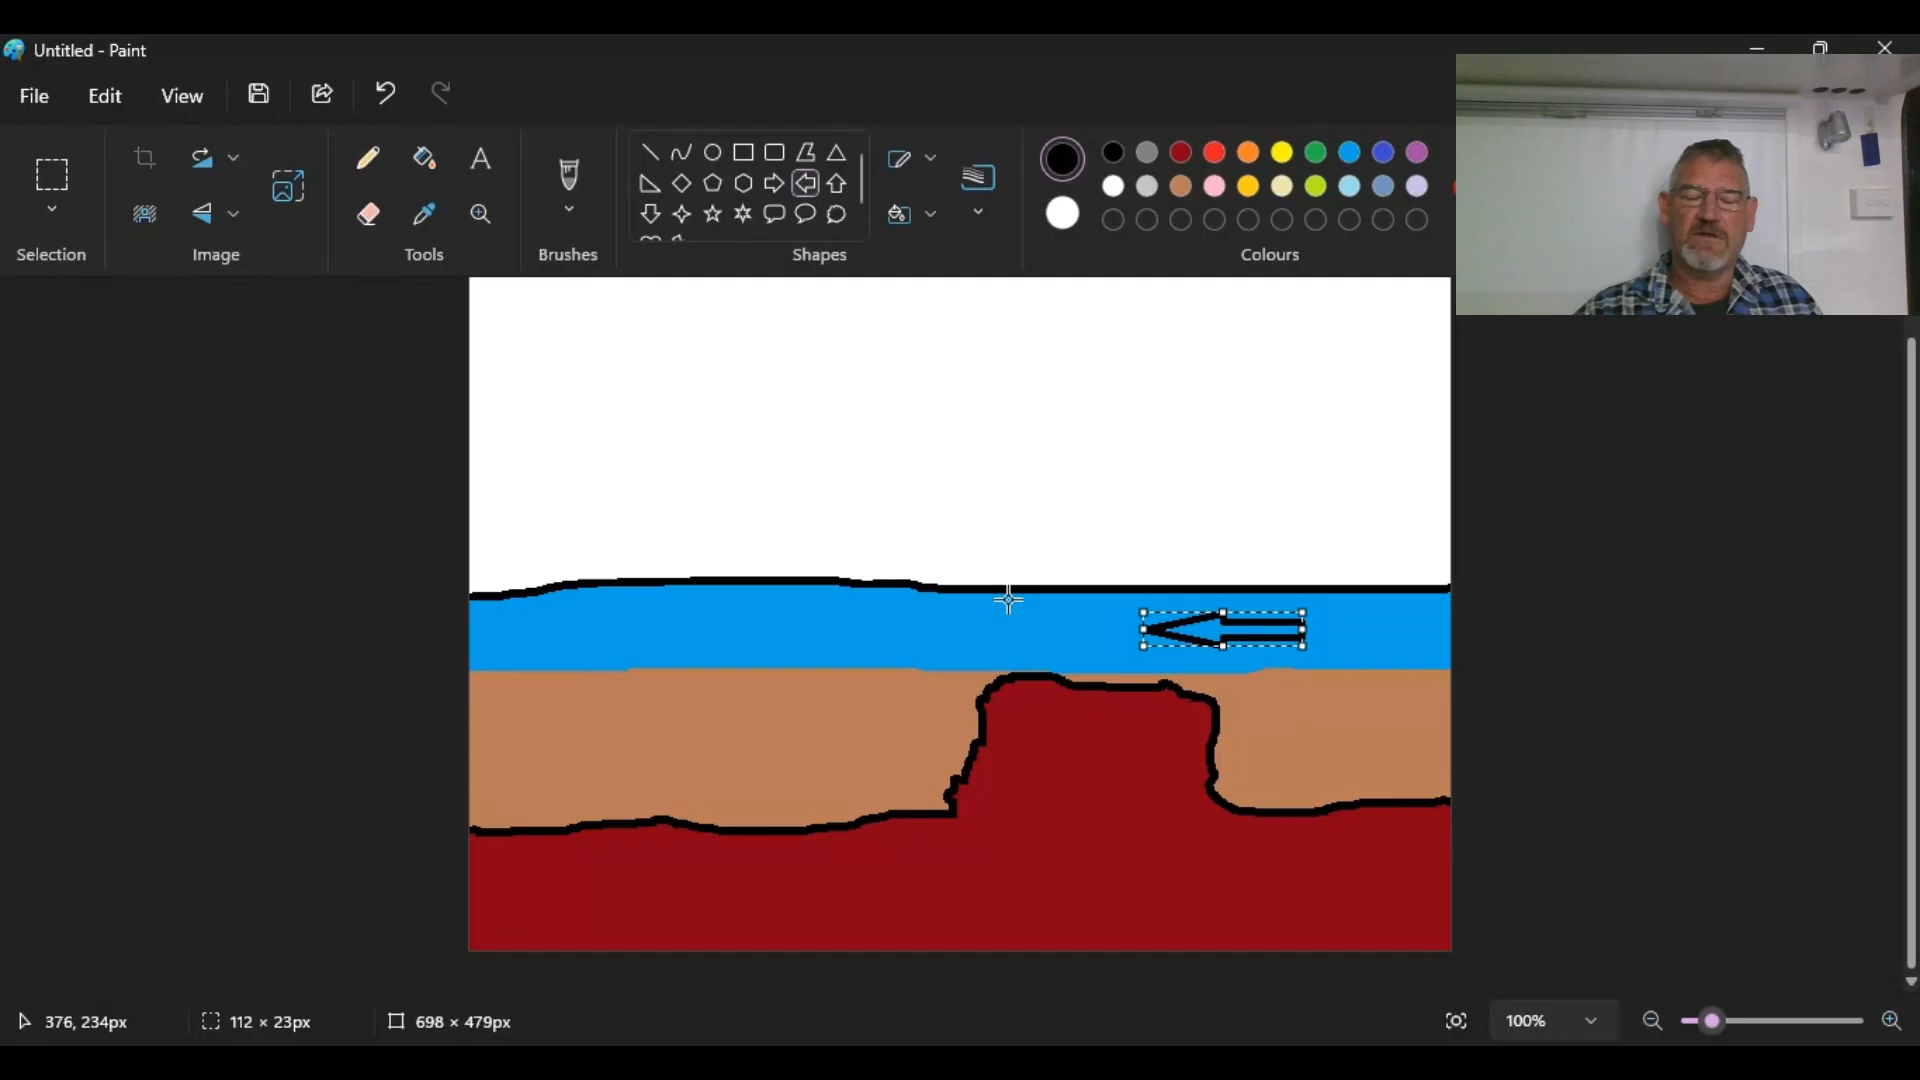 Untitled - Paint
File Edit View
Selection Image Tools Brushes Shapes Colours
376, 234px 112 × 23px 698 × 479px 100%